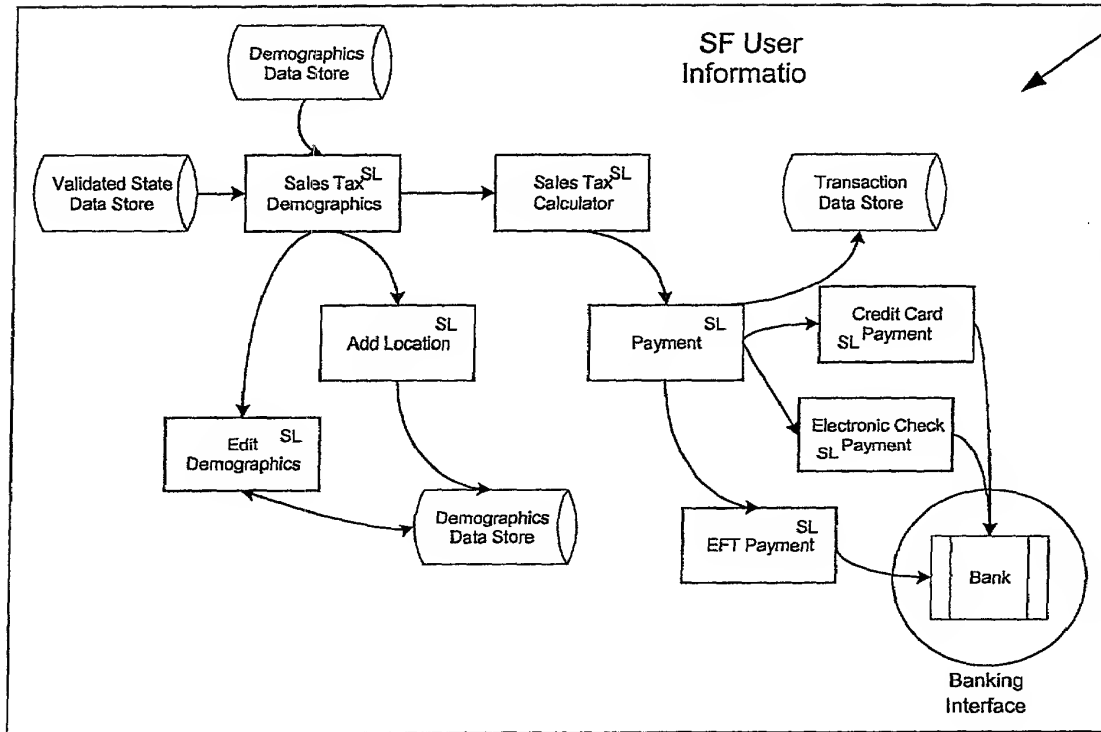 SF User
Informatio
Demographics
Data Store
Validated State
Data Store
Sales Tax SL
Demographics
Sales Tax SL
Calculator
Transaction
Data Store
SL
Add Location
SL
Payment
Credit Card
SL Payment
Edit SL
Demographics
Electronic Check
SL Payment
Demographics
Data Store
SL
EFT Payment
Bank
Banking
Interface